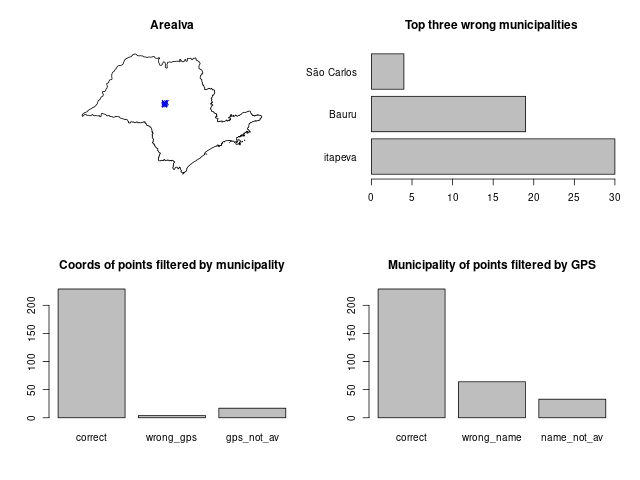 Arealva
Top three wrong municipalities
São Carlos
Bauru
itapeva
0 5 10 15 20 25 30
Coords of points filtered by municipality
0 50 100 150 200
correct wrong_gps gps_not_av
Municipality of points filtered by GPS
0 50 100 150 200
correct wrong_name name_not_av